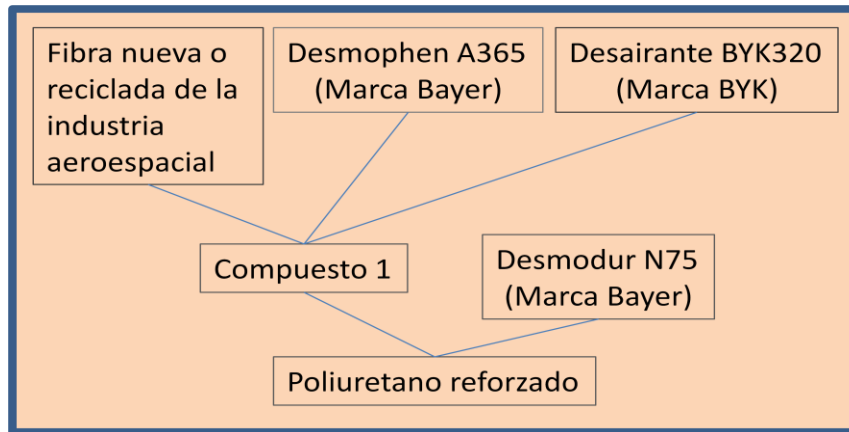 Fibra nueva o
reciclada de la
industria
aeroespacial
Desmophen A365
(Marca Bayer)
Desairante BYK320
(Marca BYK)
Compuesto 1
Desmodur N75
(Marca Bayer)
Poliuretano reforzado